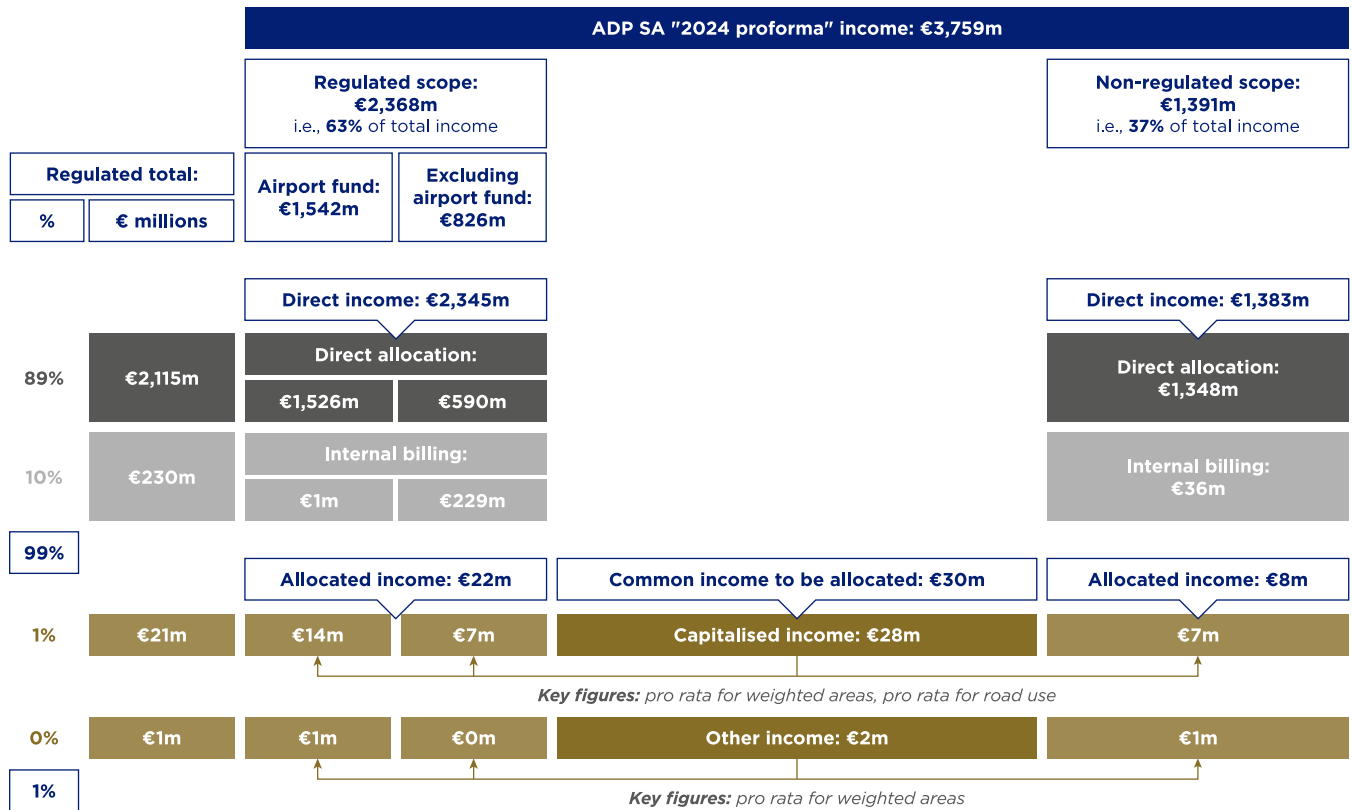 ADP SA "2024 proforma" income: €3,759m
Regulated scope:
€2,368m
i.e., 63% of total income
Non-regulated scope:
€1,391m
i.e., 37% of total income
Regulated total:
%
€ millions
Airport fund:
€1,542m
Excluding
airport fund:
€826m
Direct income: €2,345m
Direct income: €1,383m
89%
€2,115m
Direct allocation:
€1,526m
€590m
Direct allocation:
€1,348m
10%
€230m
Internal billing:
€1m
€229m
Internal billing:
€36m
99%
Allocated income: €22m
Common income to be allocated: €30m
Allocated income: €8m
1%
€21m
€14m
€7m
Capitalised income: €28m
€7m
Key figures: pro rata for weighted areas, pro rata for road use
0%
€1m
€1m
€0m
Other income: €2m
€1m
1%
Key figures: pro rata for weighted areas